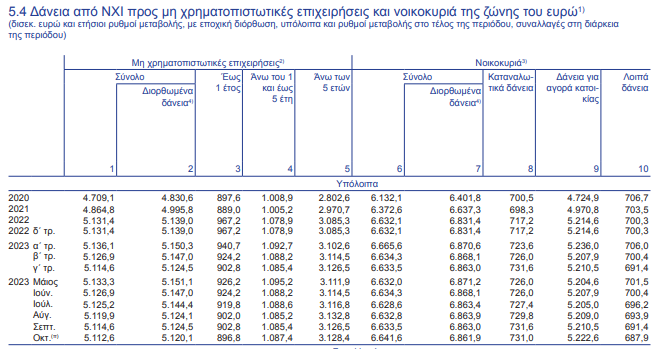 5.4 Δάνεια από ΝΧΙ προς μη χρηματοπιστωτικές επιχειρήσεις και νοικοκυριά της ζώνης του ευρώ1)
(δισεκ. ευρώ και ετήσιοι ρυθμοί μεταβολής, με εποχική διόρθωση, υπόλοιπα και ρυθμοί μεταβολής στο τέλος της περιόδου, συναλλαγές στη διάρκεια
της περιόδου)
Μη χρηματοπιστωτικές επιχειρήσεις2) Νοικοκυριά3)
Σύνολο Έως 1 έτος Άνω του 1 και έως 5 έτη Άνω των 5 ετών Σύνολο Καταναλω-τικά δάνεια Δάνεια για αγορά κατοι-κίας Λοιπά δάνεια
Διορθωμένα δάνεια4) Διορθωμένα δάνεια4)
1 2 3 4 5 6 7 8 9 10
Υπόλοιπα
2020 4.709,1 4.830,6 897,6 1.008,9 2.802,6 6.132,1 6.401,8 700,5 4.724,9 706,7
2021 4.864,8 4.995,8 889,0 1.005,2 2.970,7 6.372,6 6.637,3 698,3 4.970,8 703,5
2022 5.131,4 5.139,0 967,2 1.078,9 3.085,3 6.632,1 6.831,4 717,2 5.214,6 700,3
2022 δ΄ τρ. 5.131,4 5.139,0 967,2 1.078,9 3.085,3 6.632,1 6.831,4 717,2 5.214,6 700,3
2023 α΄ τρ. 5.136,1 5.150,3 940,7 1.092,7 3.102,6 6.665,6 6.870,6 723,6 5.236,0 706,0
β΄ τρ. 5.126,9 5.147,0 924,2 1.088,2 3.114,5 6.634,3 6.868,1 726,0 5.207,9 700,4
γ΄ τρ. 5.114,6 5.124,5 902,8 1.085,4 3.126,5 6.633,5 6.863,0 731,6 5.210,5 691,4
2023 Μάιος 5.133,3 5.151,1 926,2 1.095,2 3.111,9 6.632,0 6.871,2 726,0 5.204,6 701,5
Ιούν. 5.126,9 5.147,0 924,2 1.088,2 3.114,5 6.634,3 6.868,1 726,0 5.207,9 700,4
Ιούλ. 5.125,2 5.144,4 919,8 1.088,6 3.116,8 6.628,6 6.863,4 727,4 5.205,0 696,2
Αύγ. 5.119,9 5.124,1 902,0 1.085,2 3.132,8 6.632,8 6.863,9 729,8 5.209,0 693,9
Σεπτ. 5.114,6 5.124,5 902,8 1.085,4 3.126,5 6.633,5 6.863,0 731,6 5.210,5 691,4
Οκτ.(π) 5.112,6 5.120,1 896,8 1.087,4 3.128,4 6.641,6 6.861,9 731,0 5.222,6 687,9